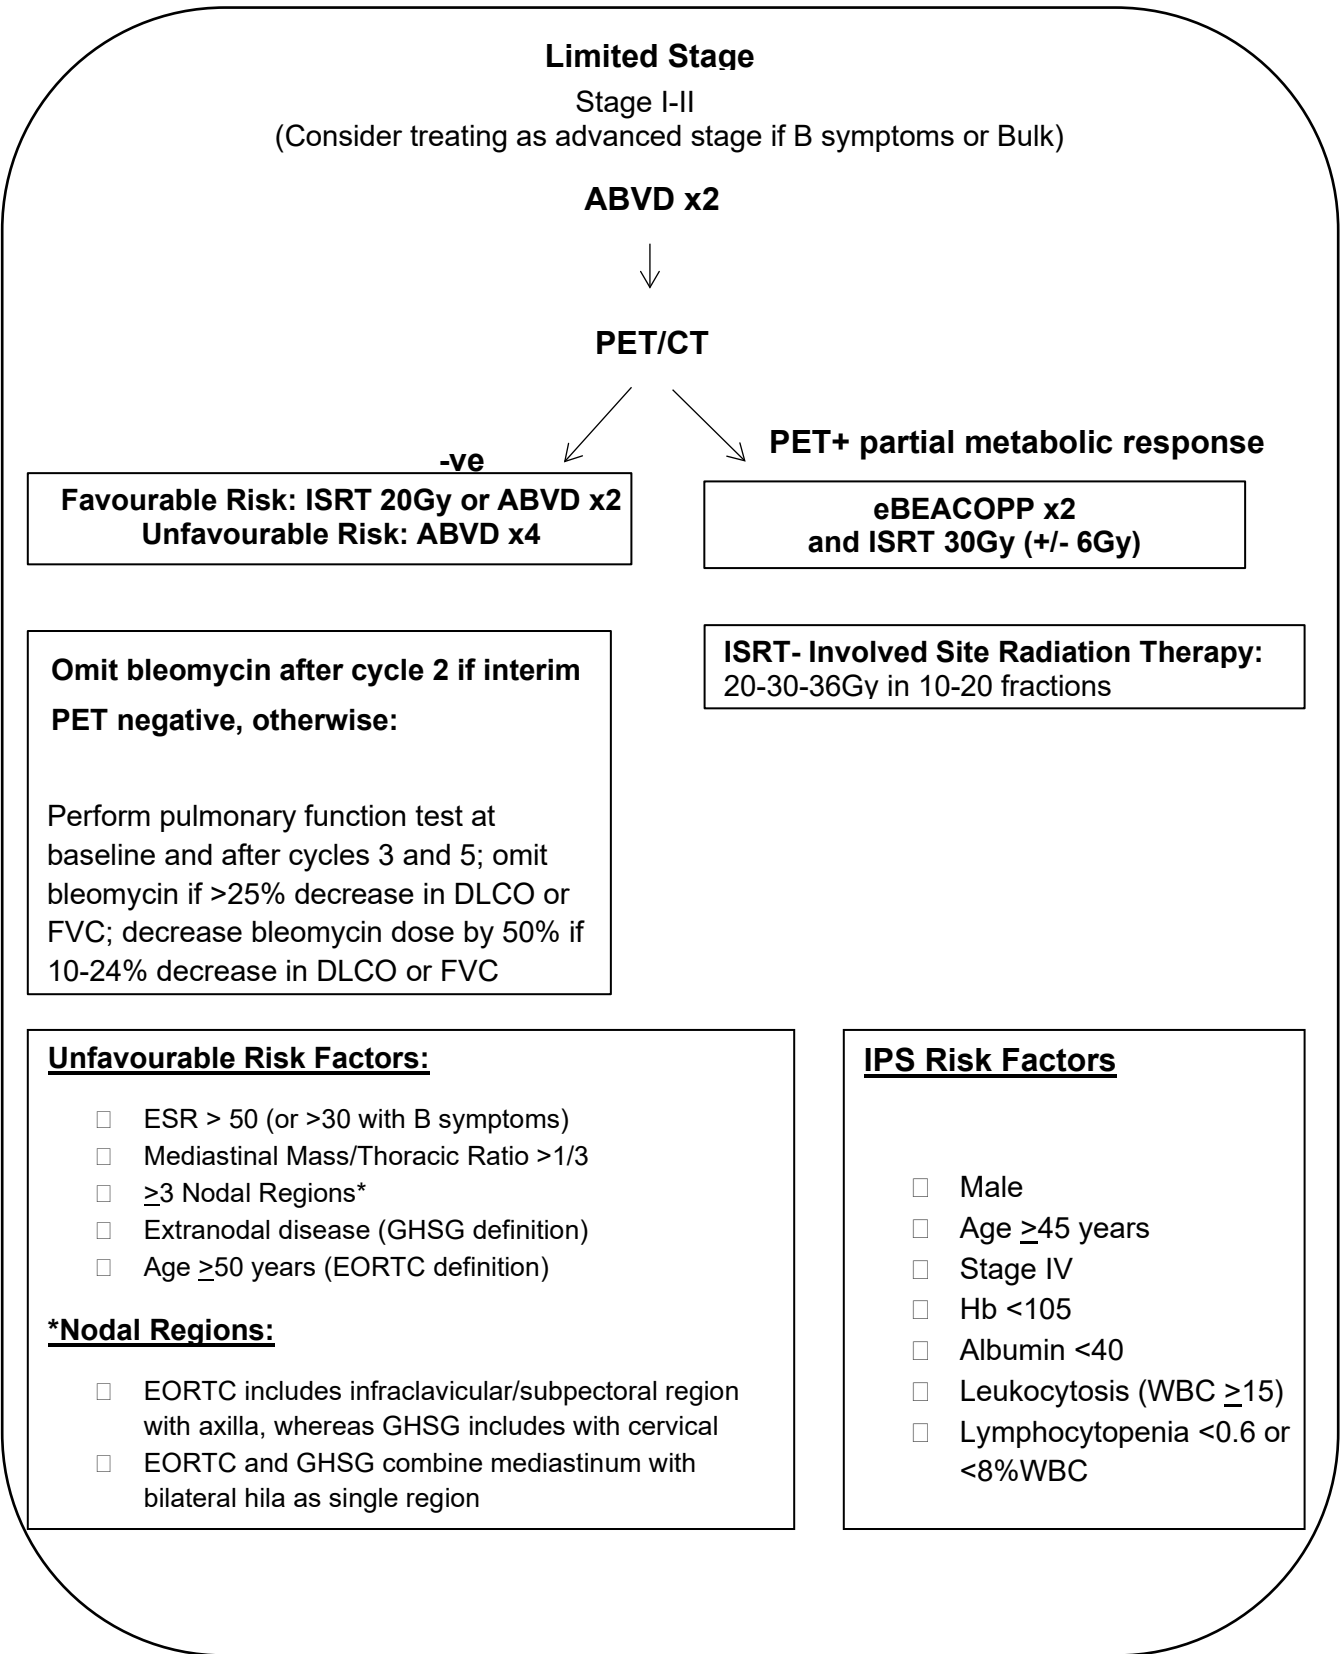 Limited Stage
Stage I-II
(Consider treating as advanced stage if B symptoms or Bulk)
ABVD x2
PET/CT
-ve
PET+ partial metabolic response
Favourable Risk: ISRT 20Gy or ABVD x2
Unfavourable Risk: ABVD x4
eBEACOPP x2
and ISRT 30Gy (+/- 6Gy)
Omit bleomycin after cycle 2 if interim
PET negative, otherwise:
Perform pulmonary function test at
baseline and after cycles 3 and 5; omit
bleomycin if >25% decrease in DLCO or
FVC; decrease bleomycin dose by 50% if
10-24% decrease in DLCO or FVC
ISRT- Involved Site Radiation Therapy:
20-30-36Gy in 10-20 fractions
Unfavourable Risk Factors:
ESR > 50 (or >30 with B symptoms)
Mediastinal Mass/Thoracic Ratio >1/3
≥3 Nodal Regions*
Extranodal disease (GHSG definition)
Age ≥50 years (EORTC definition)
*Nodal Regions:
EORTC includes infraclavicular/subpectoral region
with axilla, whereas GHSG includes with cervical
EORTC and GHSG combine mediastinum with
bilateral hila as single region
IPS Risk Factors
Male
Age ≥45 years
Stage IV
Hb <105
Albumin <40
Leukocytosis (WBC ≥15)
Lymphocytopenia <0.6 or
<8%WBC